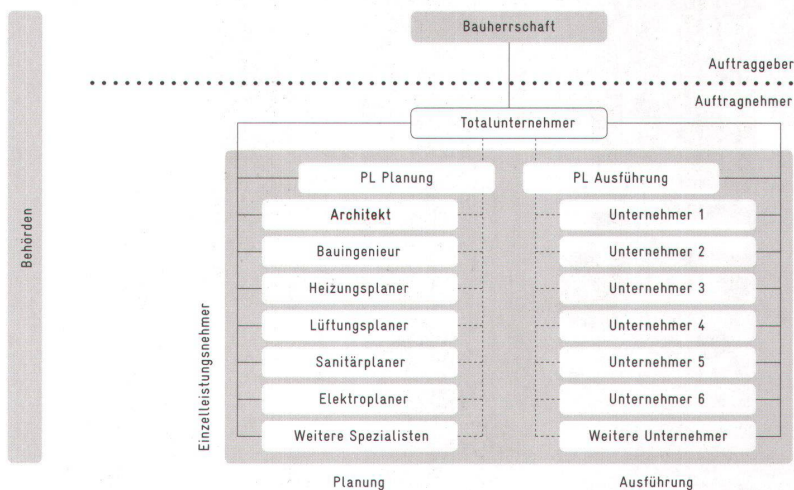 Bauherrschaft
Auftraggeber
Auftragnehmer
Totalunternehmer
PL Planung
PL Ausführung
Architekt
Unternehmer 1
Bauingenieur
Unternehmer 2
Heizungsplaner
Unternehmer 3
Lüftungsplaner
Unternehmer 4
Sanitärplaner
Unternehmer 5
Elektroplaner
Unternehmer 6
Weitere Spezialisten
Weitere Unternehmer
Behörden
Einzelleistungsnehmer
Planung
Ausführung